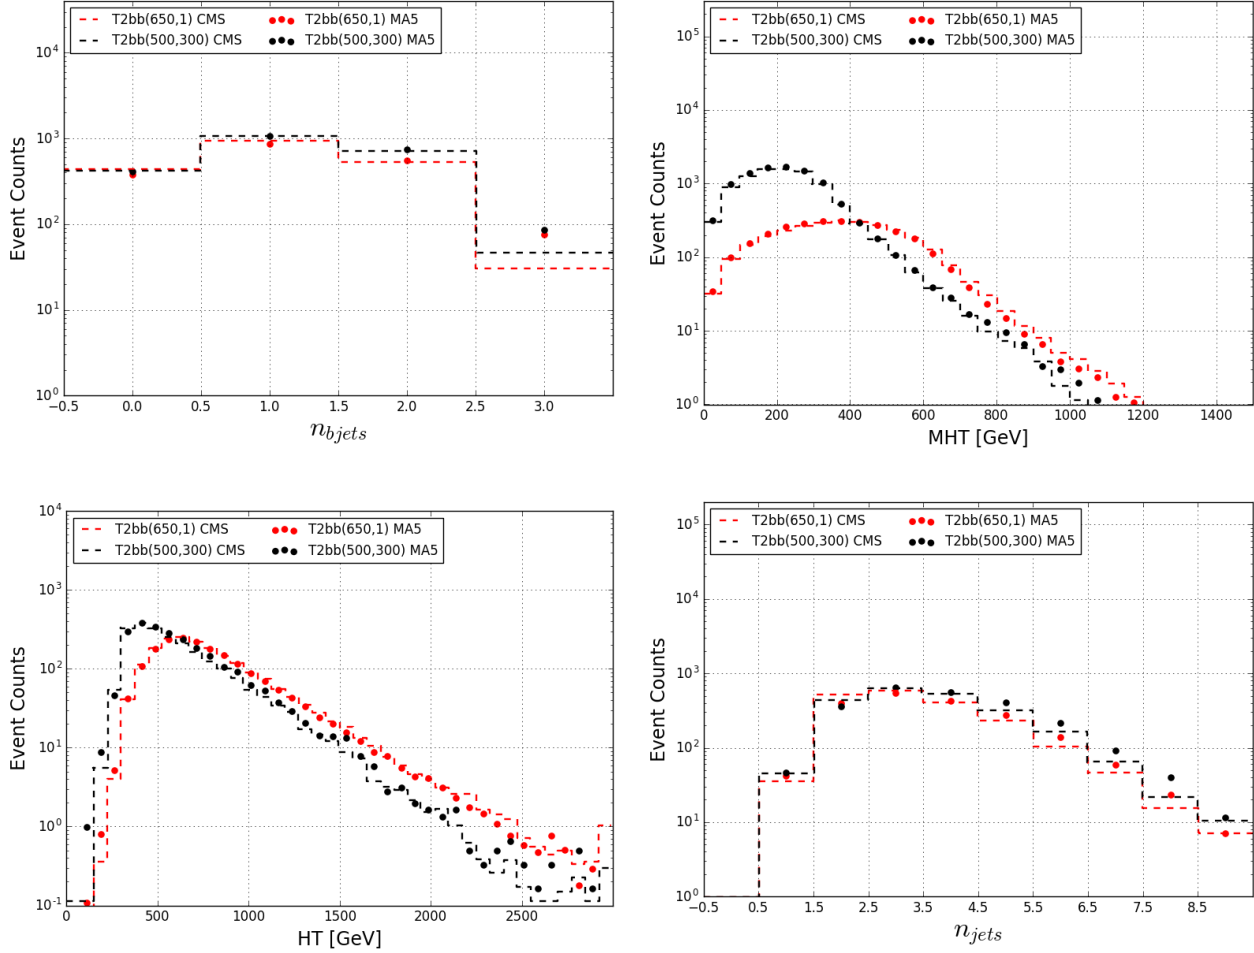 T2bb(650,1) CMS T2bb(650,1) MA5
T2bb(500,300) CMS T2bb(500,300) MA5
10^4
10^3
10^2
10^1
10^0
Event Counts
−0.5 0.0 0.5 1.0 1.5 2.0 2.5 3.0
n_{bjets}
T2bb(650,1) CMS T2bb(650,1) MA5
T2bb(500,300) CMS T2bb(500,300) MA5
10^5
10^4
10^3
10^2
10^1
10^0
Event Counts
0 200 400 600 800 1000 1200 1400
MHT [GeV]
T2bb(650,1) CMS T2bb(650,1) MA5
T2bb(500,300) CMS T2bb(500,300) MA5
10^4
10^3
10^2
10^1
10^0
10^-1
Event Counts
0 500 1000 1500 2000 2500
HT [GeV]
T2bb(650,1) CMS T2bb(650,1) MA5
T2bb(500,300) CMS T2bb(500,300) MA5
10^5
10^4
10^3
10^2
10^1
10^0
Event Counts
−0.5 0.5 1.5 2.5 3.5 4.5 5.5 6.5 7.5 8.5
n_{jets}